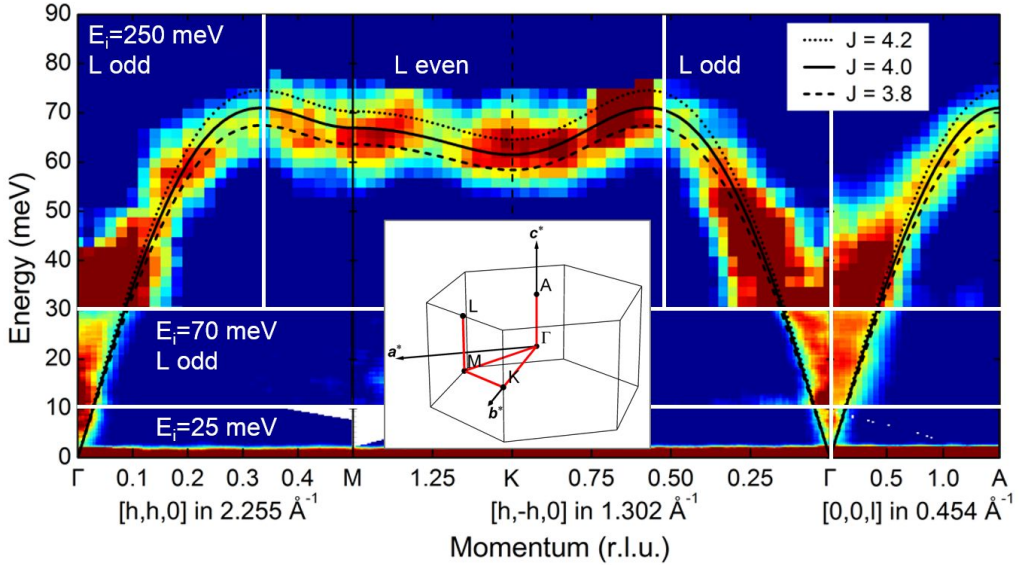 90
80
70
60
50
40
30
20
10
0
Energy (meV)
Eᵢ=250 meV
L odd
L even
L odd
J = 4.2
J = 4.0
J = 3.8
Eᵢ=70 meV
L odd
Eᵢ=25 meV
c*
A
L
Γ
a*
M
K
b*
Γ 0.1 0.2 0.3 0.4 M 1.25 K 0.75 0.50 0.25 Γ 0.5 1.0 A
[h,h,0] in 2.255 Å⁻¹ [h,-h,0] in 1.302 Å⁻¹ [0,0,l] in 0.454 Å⁻¹
Momentum (r.l.u.)